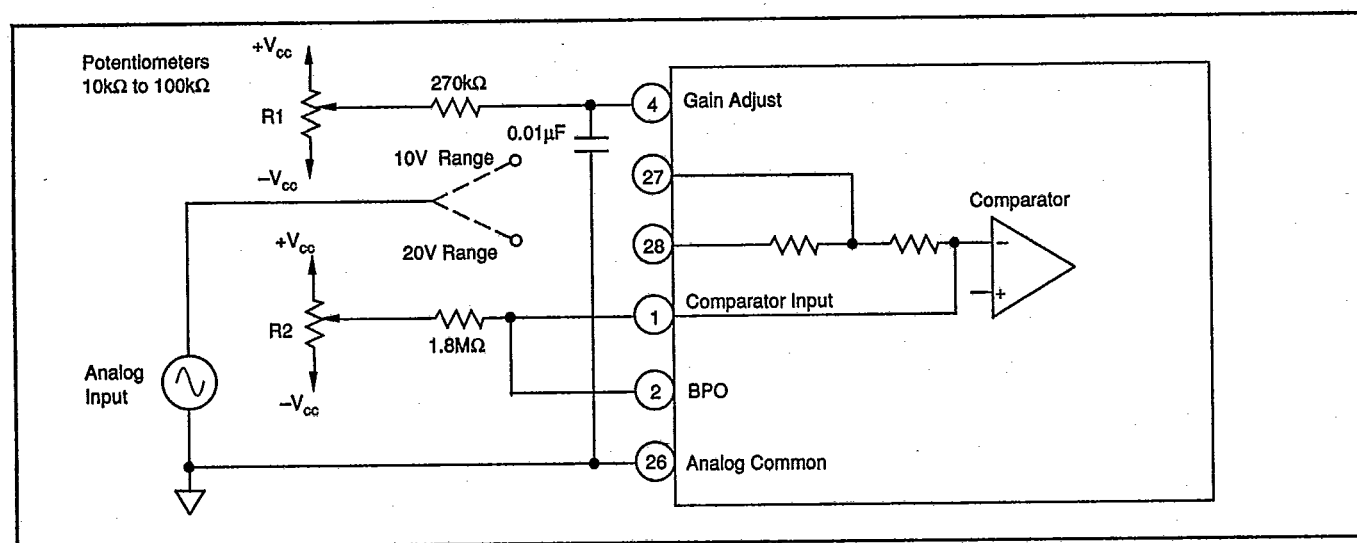 Potentiometers
10kΩ to 100kΩ
+Vcc
R1
−Vcc
270kΩ
0.01µF
4
Gain Adjust
10V Range
27
28
20V Range
Comparator
−
+
+Vcc
R2
−Vcc
1.8MΩ
1
Comparator Input
2
BPO
Analog
Input
26
Analog Common